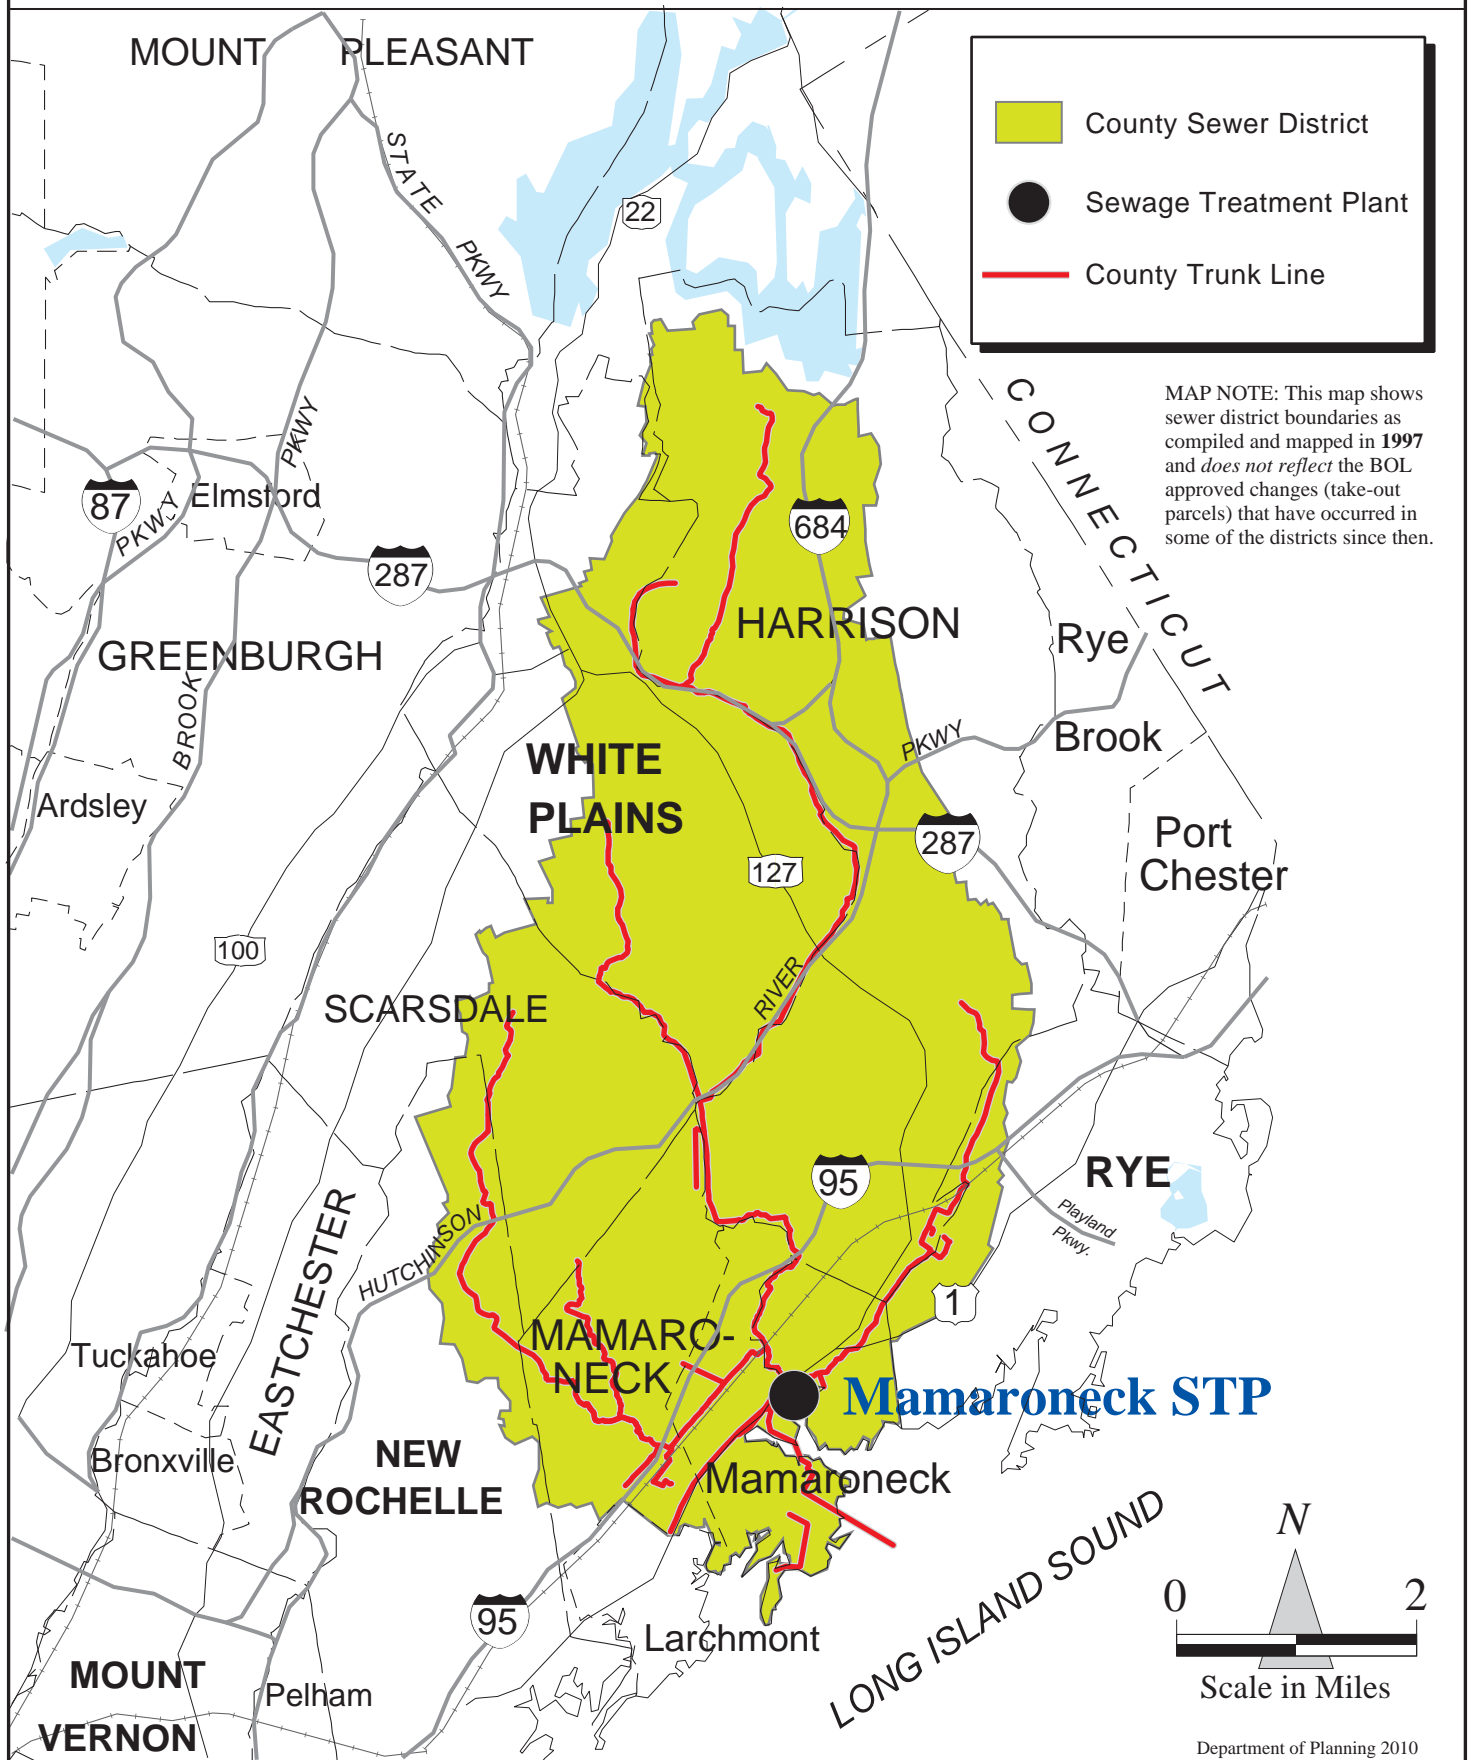 MOUNT PLEASANT
County Sewer District
STATE
Sewage Treatment Plant
22
PKWY
County Trunk Line
CONNECTICUT
MAP NOTE: This map shows
sewer district boundaries as
compiled and mapped in 1997
and does not reflect the BOL
approved changes (take-out
parcels) that have occurred in
some of the districts since then.
PKWY
87
Elmsford
PKWY
684
287
HARRISON
Rye
GREENBURGH
BROOK
PKWY
Brook
WHITE
PLAINS
Ardsley
287
Port
Chester
127
100
RIVER
SCARSDALE
95
RYE
Playland
Pkwy.
HUTCHINSON
EASTCHESTER
1
MAMARO-
NECK
Tuckahoe
Mamaroneck STP
Bronxville
NEW
ROCHELLE
Mamaroneck
LONG ISLAND SOUND
N
0 2
Scale in Miles
95
Larchmont
MOUNT
VERNON
Pelham
Department of Planning 2010